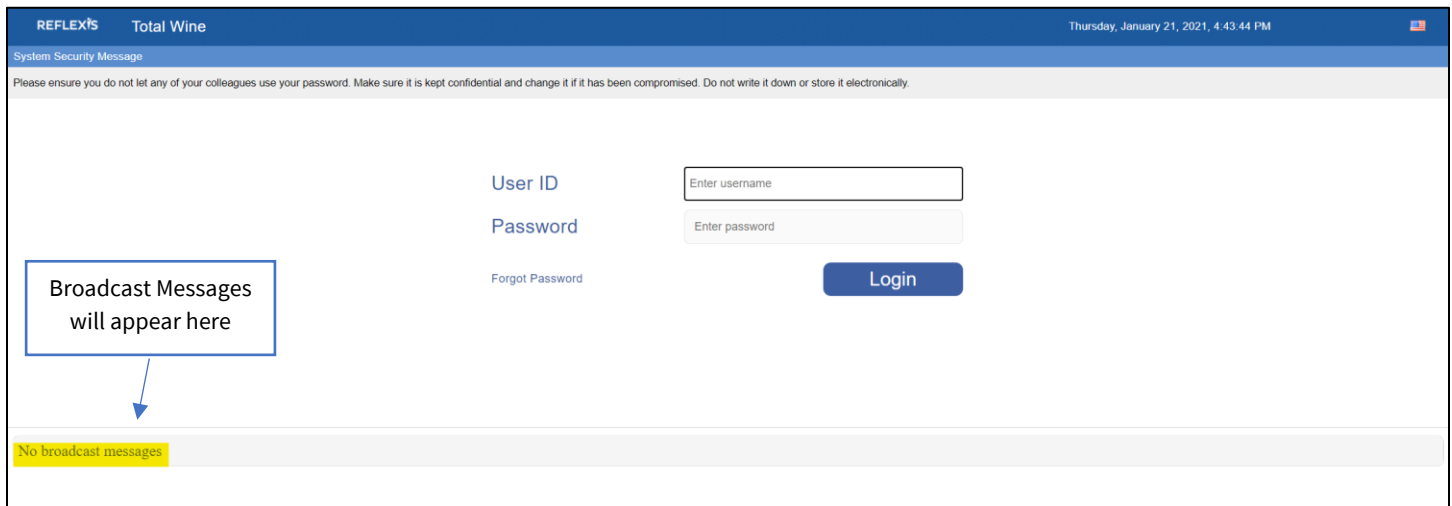 REFLEXIS Total Wine Thursday, January 21, 2021, 4:43:44 PM
System Security Message
Please ensure you do not let any of your colleagues use your password. Make sure it is kept confidential and change it if it has been compromised. Do not write it down or store it electronically.
User ID Enter username
Password Enter password
Forgot Password Login
Broadcast Messages
will appear here
No broadcast messages